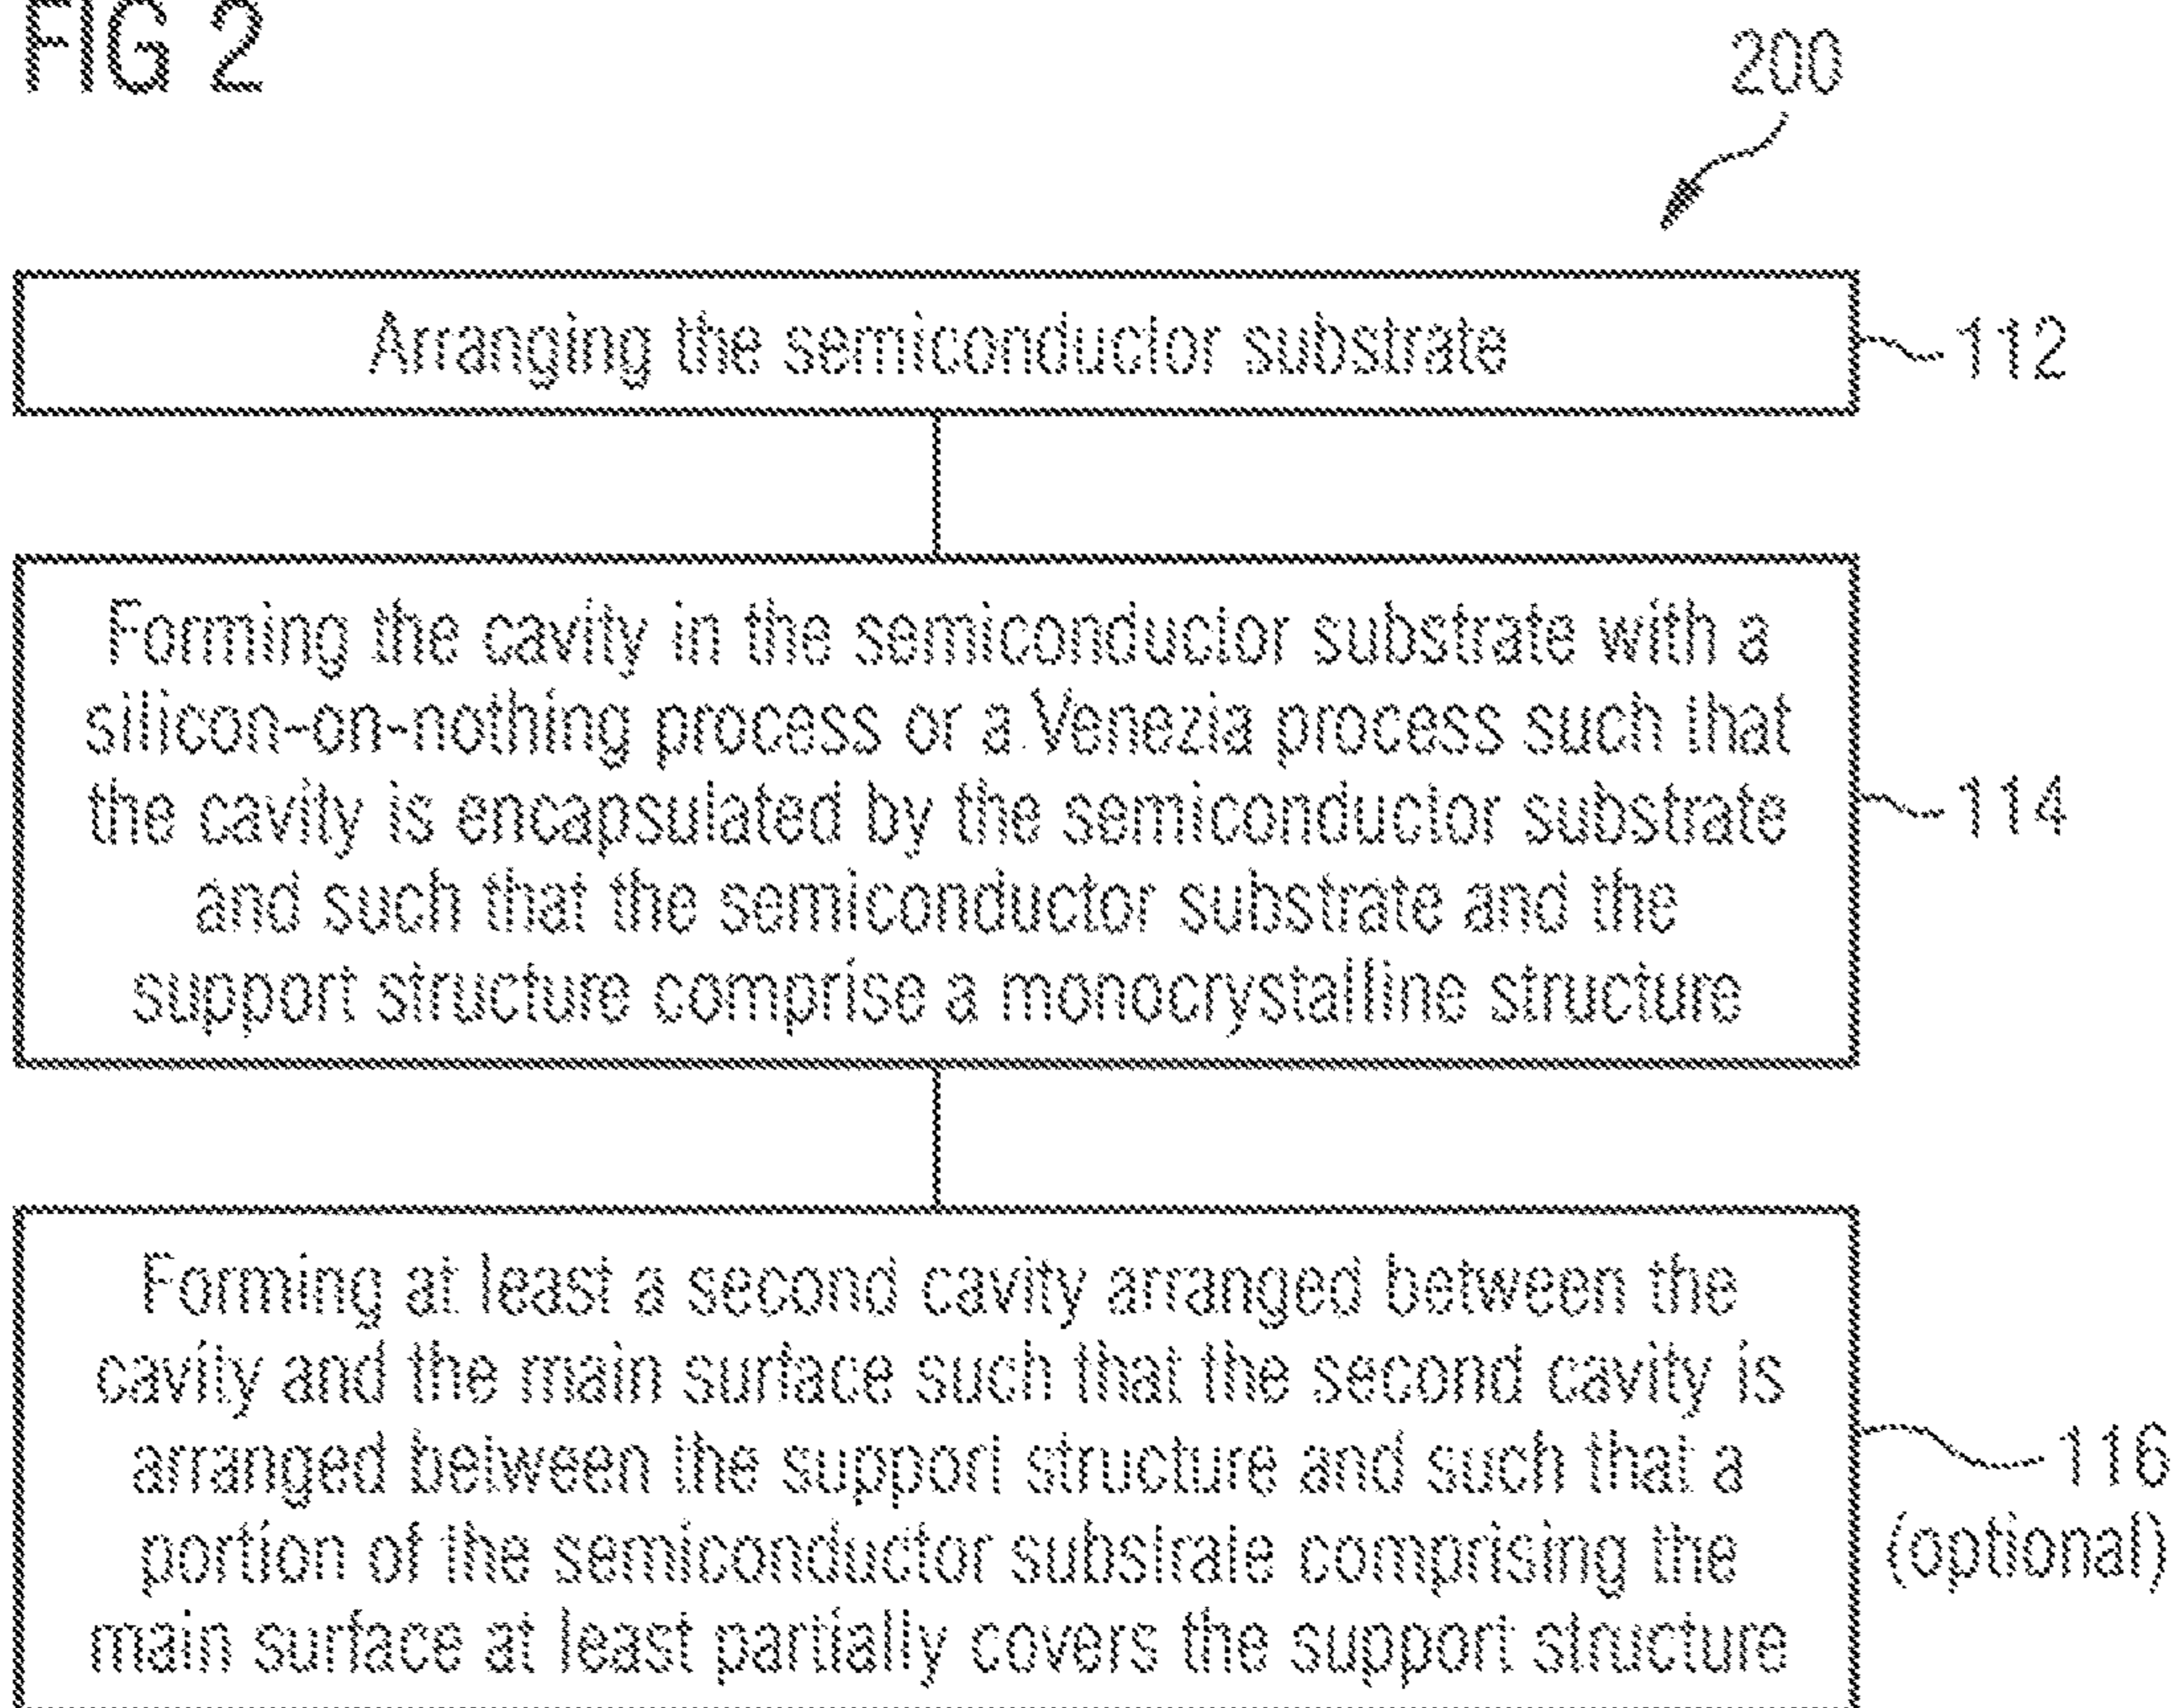 FIG 2
200
Arranging the semiconductor substrate
112
Forming the cavity in the semiconductor substrate with a
silicon-on-nothing process or a Venezia process such that
the cavity is encapsulated by the semiconductor substrate
and such that the semiconductor substrate and the
support structure comprise a monocrystalline structure
114
Forming at least a second cavity arranged between the
cavity and the main surface such that the second cavity is
arranged between the support structure and such that a
portion of the semiconductor substrate comprising the
main surface at least partially covers the support structure
116
(optional)